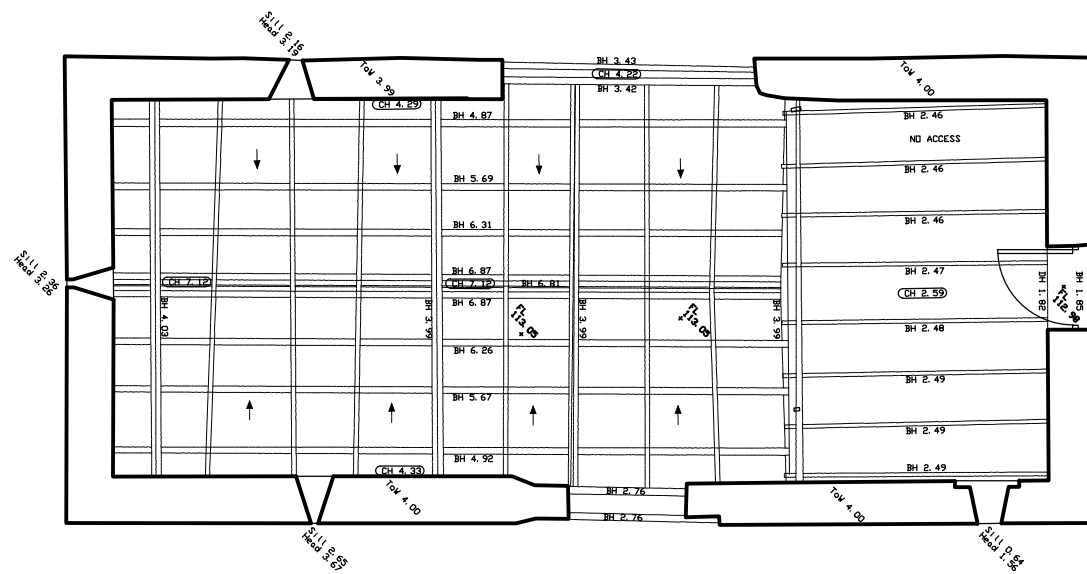 Sill 2.16
Head 3.19
ToW 3.99
BH 3.43
CH 4.22
BH 3.42
ToW 4.00
CH 4.29
BH 4.87
BH 2.46
NO ACCESS
BH 5.69
BH 2.46
BH 6.31
BH 2.46
Sill 2.36
Head 3.26
BH 6.87
BH 2.47
CH 7.12
CH 7.12
BH 6.81
CH 2.59
DH 1.82
BH 1.85
FL
112.98
BH 4.03
BH 3.99
BH 6.87
FL
113.05
BH 3.99
FL
113.05
BH 3.99
BH 2.48
BH 6.26
BH 5.67
BH 2.49
BH 2.49
BH 4.92
BH 2.49
CH 4.33
ToW 4.00
BH 2.76
BH 2.76
ToW 4.00
Sill 2.65
Head 3.67
Sill 0.64
Head 1.56